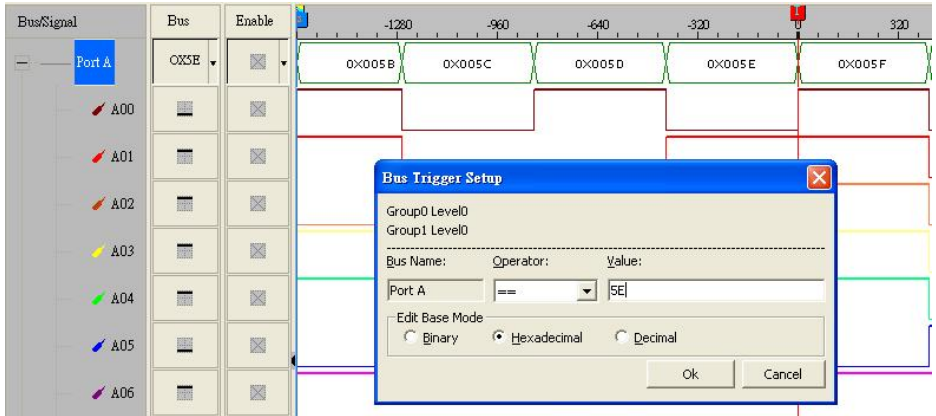 Bus/Signal Bus Enable -1280 -960 -640 -320 0 320
Port A 0X5E 0X005B 0X005C 0X005D 0X005E 0X005F
A00
A01
Bus Trigger Setup
A02
Group0 Level0
Group1 Level0
A03
Bus Name: Operator: Value:
A04
Port A == 5E
Edit Base Mode
Binary Hexadecimal Decimal
A05
Ok Cancel
A06